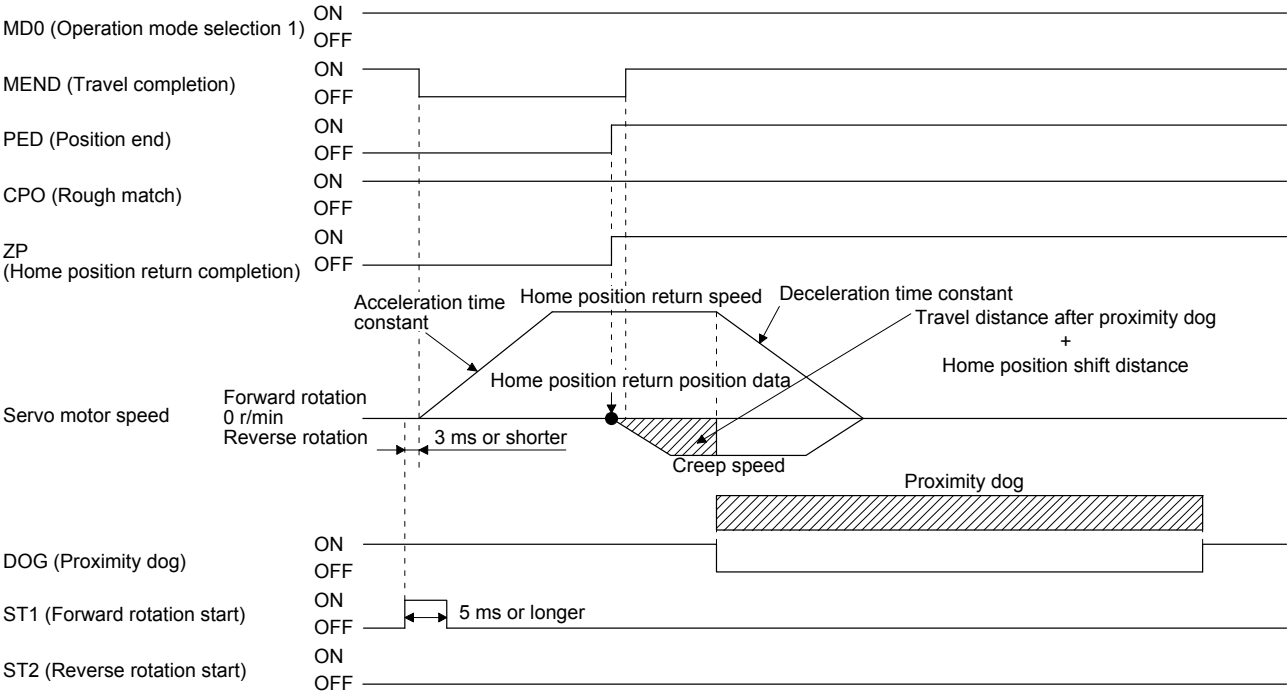 MD0 (Operation mode selection 1)
ON
OFF
MEND (Travel completion)
ON
OFF
PED (Position end)
ON
OFF
CPO (Rough match)
ON
OFF
ZP
(Home position return completion)
ON
OFF
Acceleration time
constant
Home position return speed
Deceleration time constant
Travel distance after proximity dog
+
Home position shift distance
Home position return position data
Servo motor speed
Forward rotation
0 r/min
Reverse rotation
3 ms or shorter
Creep speed
Proximity dog
DOG (Proximity dog)
ON
OFF
ST1 (Forward rotation start)
ON
OFF
5 ms or longer
ST2 (Reverse rotation start)
ON
OFF